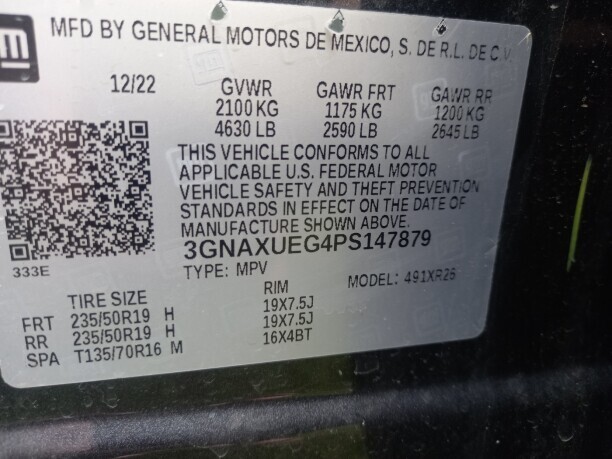 GM
MFD BY GENERAL MOTORS DE MEXICO, S. DE R.L. DE C.V.
12/22 GVWR GAWR FRT GAWR RR
2100 KG 1175 KG 1200 KG
4630 LB 2590 LB 2645 LB
THIS VEHICLE CONFORMS TO ALL
APPLICABLE U.S. FEDERAL MOTOR
VEHICLE SAFETY AND THEFT PREVENTION
STANDARDS IN EFFECT ON THE DATE OF
MANUFACTURE SHOWN ABOVE.
3GNAXUEG4PS147879
333E
TYPE: MPV MODEL: 491XR26
TIRE SIZE RIM
FRT 235/50R19 H 19X7.5J
RR 235/50R19 H 19X7.5J
SPA T135/70R16 M 16X4BT